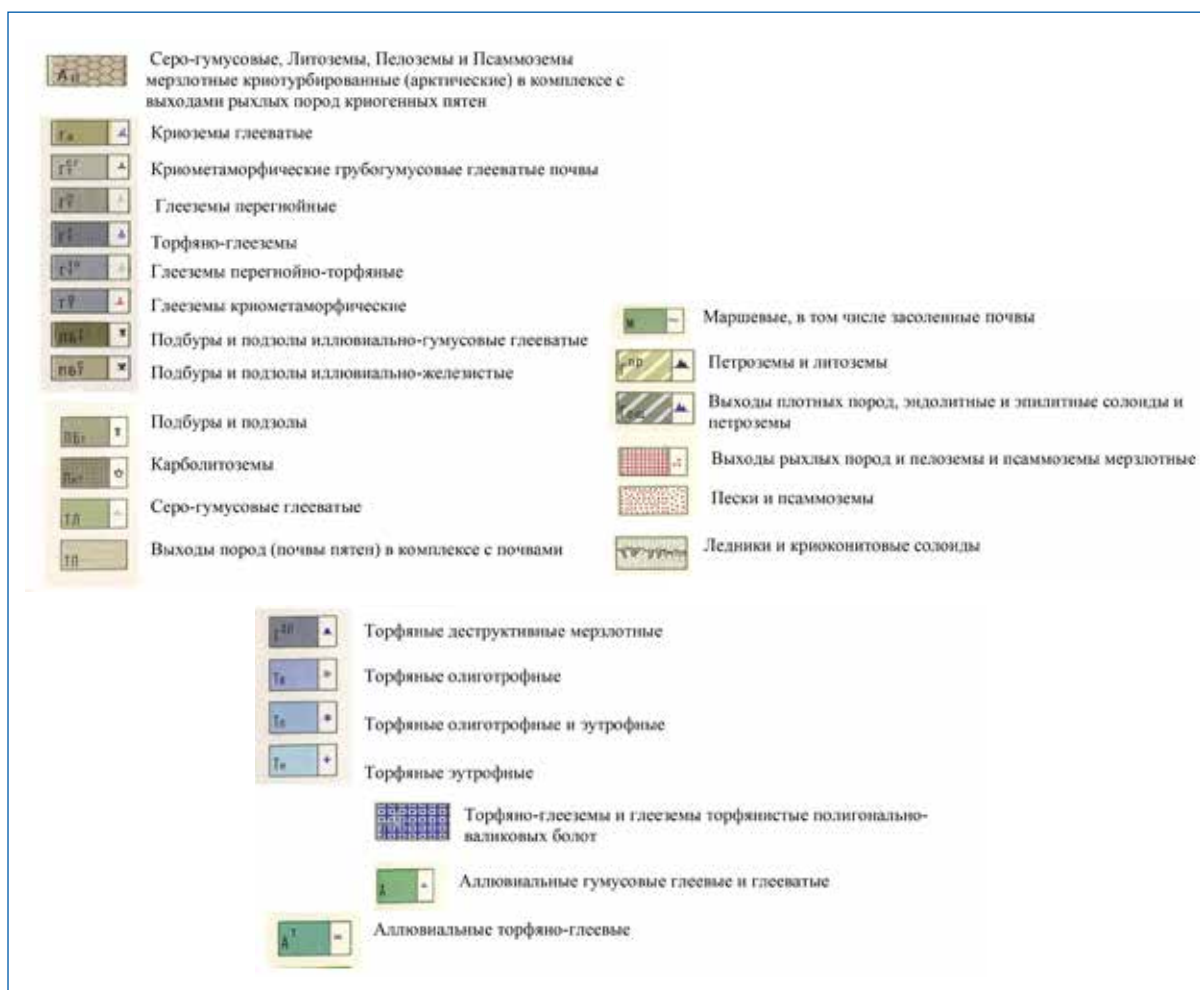 Серо-гумусовые, Литоземы, Пелоземы и Псаммоземы
мерзлотные криотурбированные (арктические) в комплексе с
выходами рыхлых пород криогенных пятен
Криоземы глееватые
Криометаморфические грубогумусовые глееватые почвы
Глееземы перегнойные
Торфяно-глееземы
Глееземы перегнойно-торфяные
Глееземы криометаморфические
Подбуры и подзолы иллювиально-гумусовые глееватые
Подбуры и подзолы иллювиально-железистые
Подбуры и подзолы
Карболитоземы
ТЛ Серо-гумусовые глееватые
ТП Выходы пород (почвы пятен) в комплексе с почвами
М Маршевые, в том числе засоленные почвы
Петроземы и литоземы
Выходы плотных пород, эндолитные и эпилитные солоиды и
петроземы
Выходы рыхлых пород и пелоземы и псаммоземы мерзлотные
Пески и псаммоземы
Ледники и криоконитовые солоиды
Торфяные деструктивные мерзлотные
Торфяные олиготрофные
Торфяные олиготрофные и эутрофные
Торфяные эутрофные
Торфяно-глееземы и глееземы торфянистые полигонально-
валиковых болот
А Аллювиальные гумусовые глеевые и глееватые
Ат Аллювиальные торфяно-глеевые